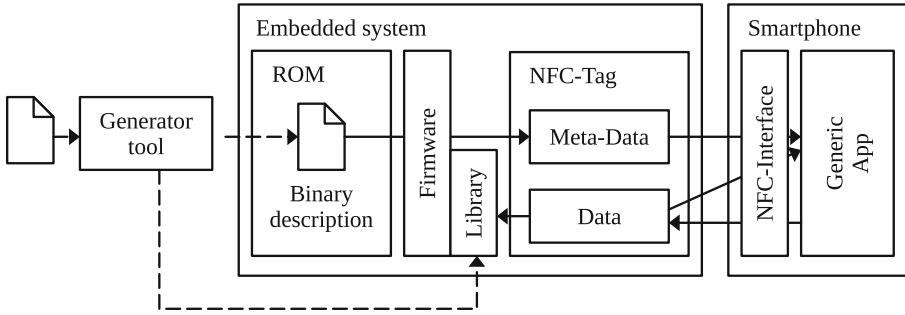 Embedded system
Smartphone
ROM
NFC-Tag
Generator
tool
Binary
description
Firmware
Library
Meta-Data
Data
NFC-Interface
Generic
App